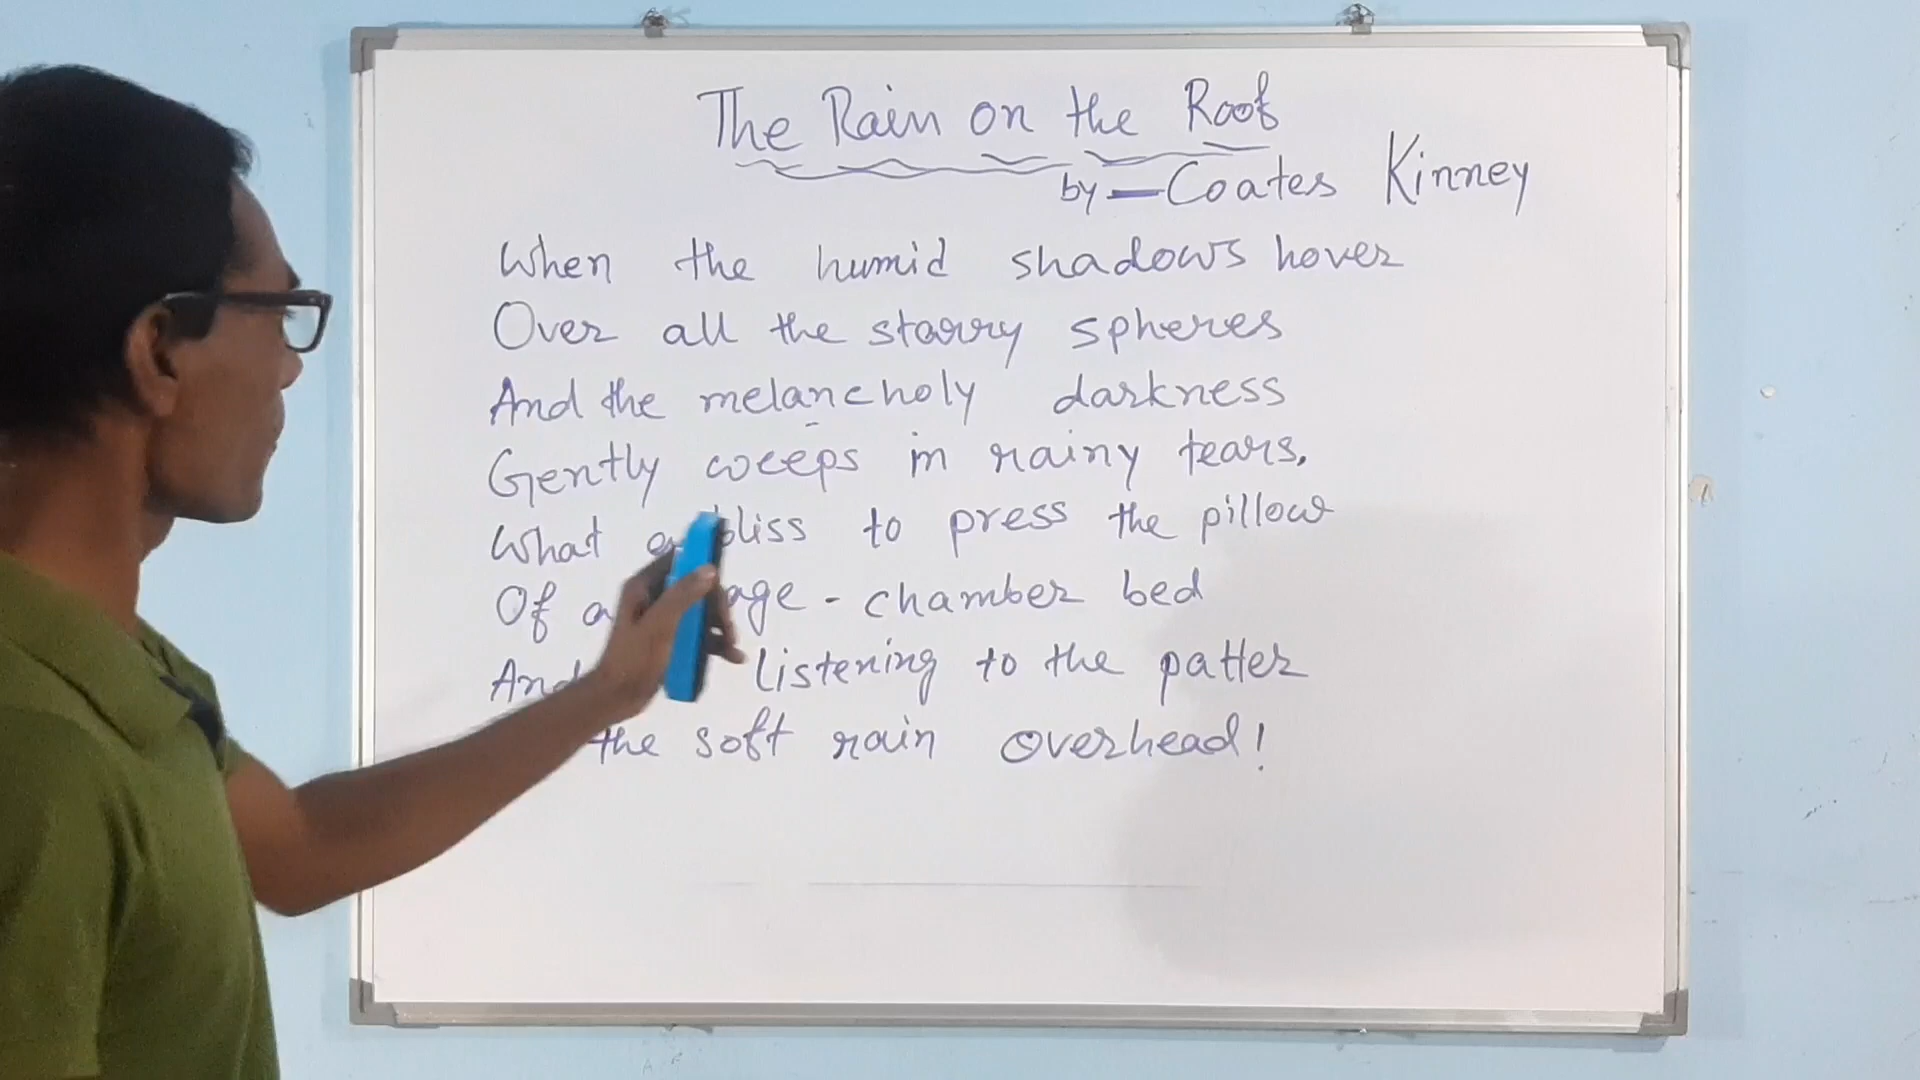 The Rain on the Roof
by — Coates Kinney
When the humid shadows hover
Over all the starry spheres
And the melancholy darkness
Gently weeps in rainy tears,
What a bliss to press the pillow
Of a chamber bed
And listening to the patter
the soft rain overhead!